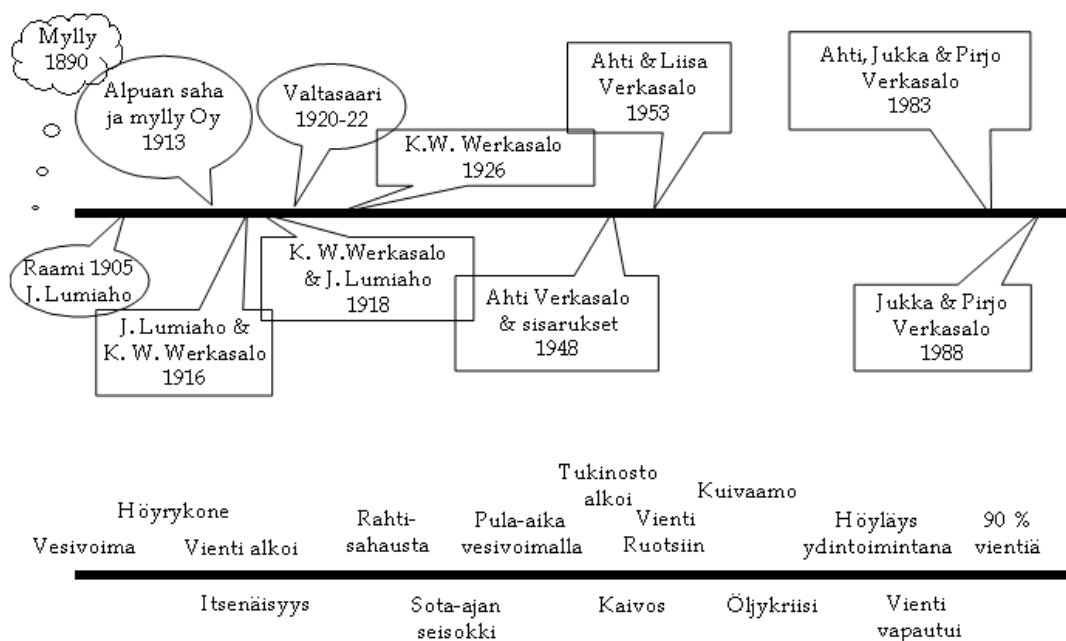 Mylly
1890
Alpuan saha
ja mylly Oy
1913
Valtasaari
1920-22
K.W. Werkasalo
1926
Ahti & Liisa
Verkasalo
1953
Ahti, Jukka & Pirjo
Verkasalo
1983
Raami 1905
J. Lumiaho
J. Lumiaho &
K. W. Werkasalo
1916
K. W.Werkasalo
& J. Lumiaho
1918
Ahti Verkasalo
& sisarukset
1948
Jukka & Pirjo
Verkasalo
1988
Vesivoima
Höyrykone
Vienti alkoi
Rahti-
sahausta
Pula-aika
vesivoimalla
Tukinosto
alkoi
Vienti
Ruotsiin
Kuivaamo
Höyläys
ydintoimintana
90 %
vientiä
Itsenäisyys
Sota-ajan
seisokki
Kaivos
Öljykriisi
Vienti
vapautui